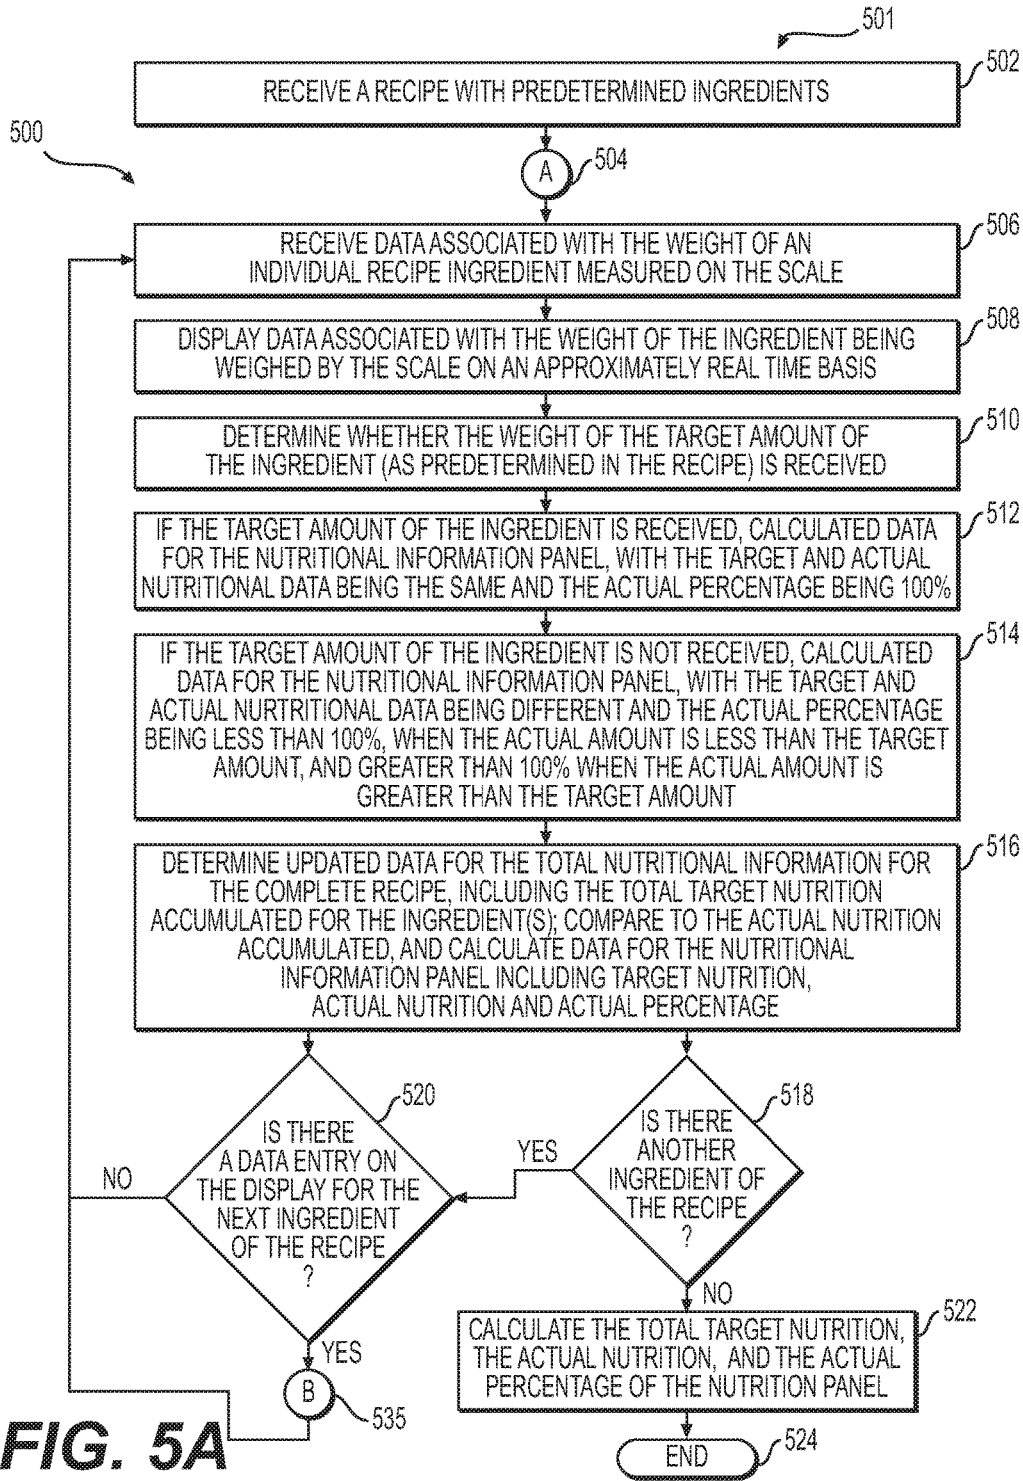 501
502
RECEIVE A RECIPE WITH PREDETERMINED INGREDIENTS
500
A
504
506
RECEIVE DATA ASSOCIATED WITH THE WEIGHT OF AN
INDIVIDUAL RECIPE INGREDIENT MEASURED ON THE SCALE
508
DISPLAY DATA ASSOCIATED WITH THE WEIGHT OF THE INGREDIENT BEING
WEIGHED BY THE SCALE ON AN APPROXIMATELY REAL TIME BASIS
510
DETERMINE WHETHER THE WEIGHT OF THE TARGET AMOUNT OF
THE INGREDIENT (AS PREDETERMINED IN THE RECIPE) IS RECEIVED
512
IF THE TARGET AMOUNT OF THE INGREDIENT IS RECEIVED, CALCULATED DATA
FOR THE NUTRITIONAL INFORMATION PANEL, WITH THE TARGET AND ACTUAL
NUTRITIONAL DATA BEING THE SAME AND THE ACTUAL PERCENTAGE BEING 100%
514
IF THE TARGET AMOUNT OF THE INGREDIENT IS NOT RECEIVED, CALCULATED
DATA FOR THE NUTRITIONAL INFORMATION PANEL, WITH THE TARGET AND
ACTUAL NURTRITIONAL DATA BEING DIFFERENT AND THE ACTUAL PERCENTAGE
BEING LESS THAN 100%, WHEN THE ACTUAL AMOUNT IS LESS THAN THE TARGET
AMOUNT, AND GREATER THAN 100% WHEN THE ACTUAL AMOUNT IS
GREATER THAN THE TARGET AMOUNT
516
DETERMINE UPDATED DATA FOR THE TOTAL NUTRITIONAL INFORMATION FOR
THE COMPLETE RECIPE, INCLUDING THE TOTAL TARGET NUTRITION
ACCUMULATED FOR THE INGREDIENT(S); COMPARE TO THE ACTUAL NUTRITION
ACCUMULATED, AND CALCULATE DATA FOR THE NUTRITIONAL
INFORMATION PANEL INCLUDING TARGET NUTRITION,
ACTUAL NUTRITION AND ACTUAL PERCENTAGE
520
IS THERE
A DATA ENTRY ON
THE DISPLAY FOR THE
NEXT INGREDIENT
OF THE RECIPE
?
NO
YES
518
IS THERE
ANOTHER
INGREDIENT OF
THE RECIPE
?
YES
NO
B
535
522
CALCULATE THE TOTAL TARGET NUTRITION,
THE ACTUAL NUTRITION, AND THE ACTUAL
PERCENTAGE OF THE NUTRITION PANEL
END
524
FIG. 5A